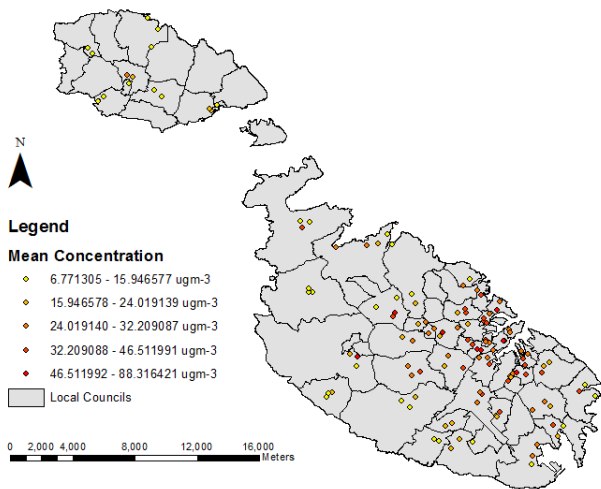 N
Legend
Mean Concentration
6.771305 - 15.946577 ugm-3
15.946578 - 24.019139 ugm-3
24.019140 - 32.209087 ugm-3
32.209088 - 46.511991 ugm-3
46.511992 - 88.316421 ugm-3
Local Councils
0 2,000 4,000 8,000 12,000 16,000
Meters